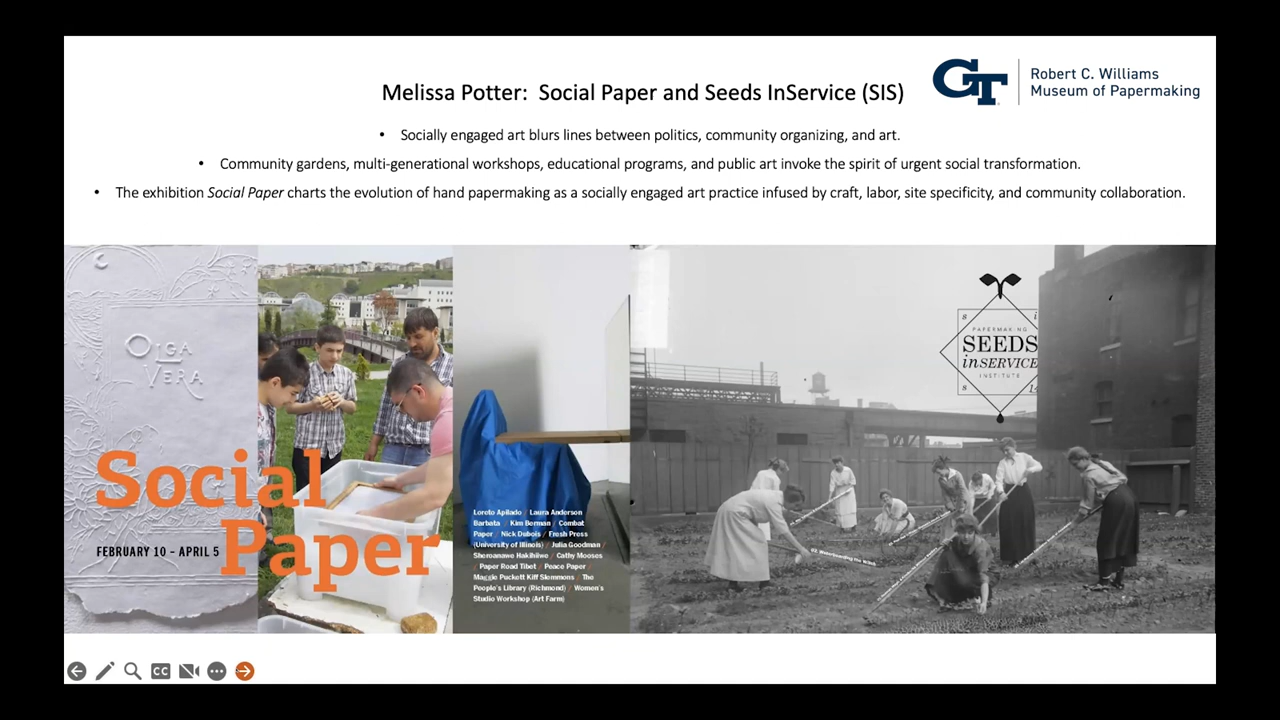 Melissa Potter: Social Paper and Seeds InService (SIS)
GT
Robert C. Williams
Museum of Papermaking
• Socially engaged art blurs lines between politics, community organizing, and art.
• Community gardens, multi-generational workshops, educational programs, and public art invoke the spirit of urgent social transformation.
• The exhibition Social Paper charts the evolution of hand papermaking as a socially engaged art practice infused by craft, labor, site specificity, and community collaboration.
OLGA
VERA
Social
Paper
FEBRUARY 10 – APRIL 5
Loreto Apilado / Laura Anderson
Barbata / Kim Berman / Combat
Paper / Nick Dubois / Fresh Press
(University of Illinois) / Julia Goodman /
Sheroanawe Hakihiiwe / Cathy Mooses
/ Paper Road Tibet / Peace Paper /
Maggie Puckett Kiff Slemmons / The
People's Library (Richmond) / Women's
Studio Workshop (Art Farm)
S I
PAPERMAKING
SEEDS
inSERVICE
INSTITUTE
S 14
CC